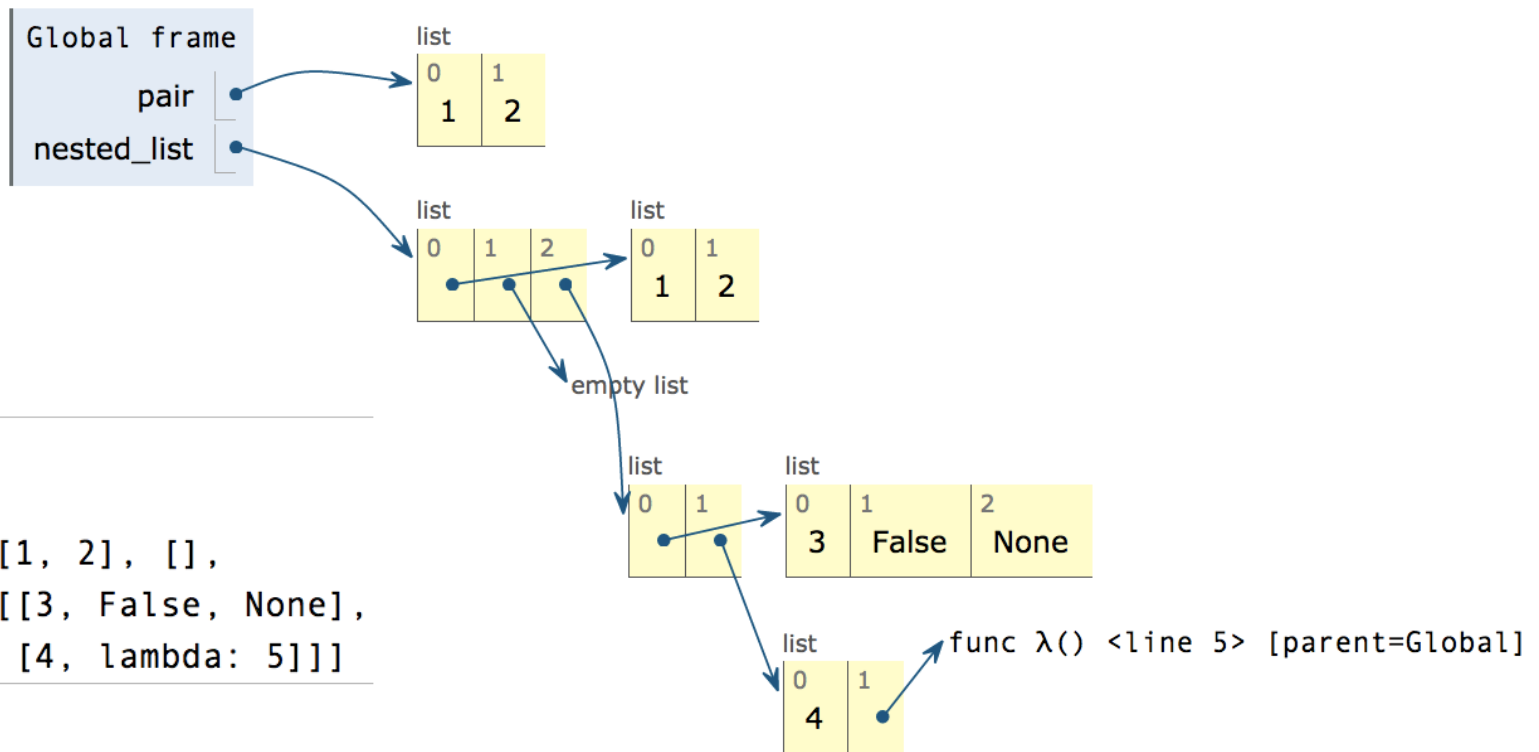 Global frame
pair
nested_list
list
0 1
1 2
list
0 1 2
list
0 1
1 2
empty list
list
0 1
list
0 1 2
3 False None
list
0 1
4
func λ() <line 5> [parent=Global]
[1, 2], [],
[[3, False, None],
[4, lambda: 5]]]